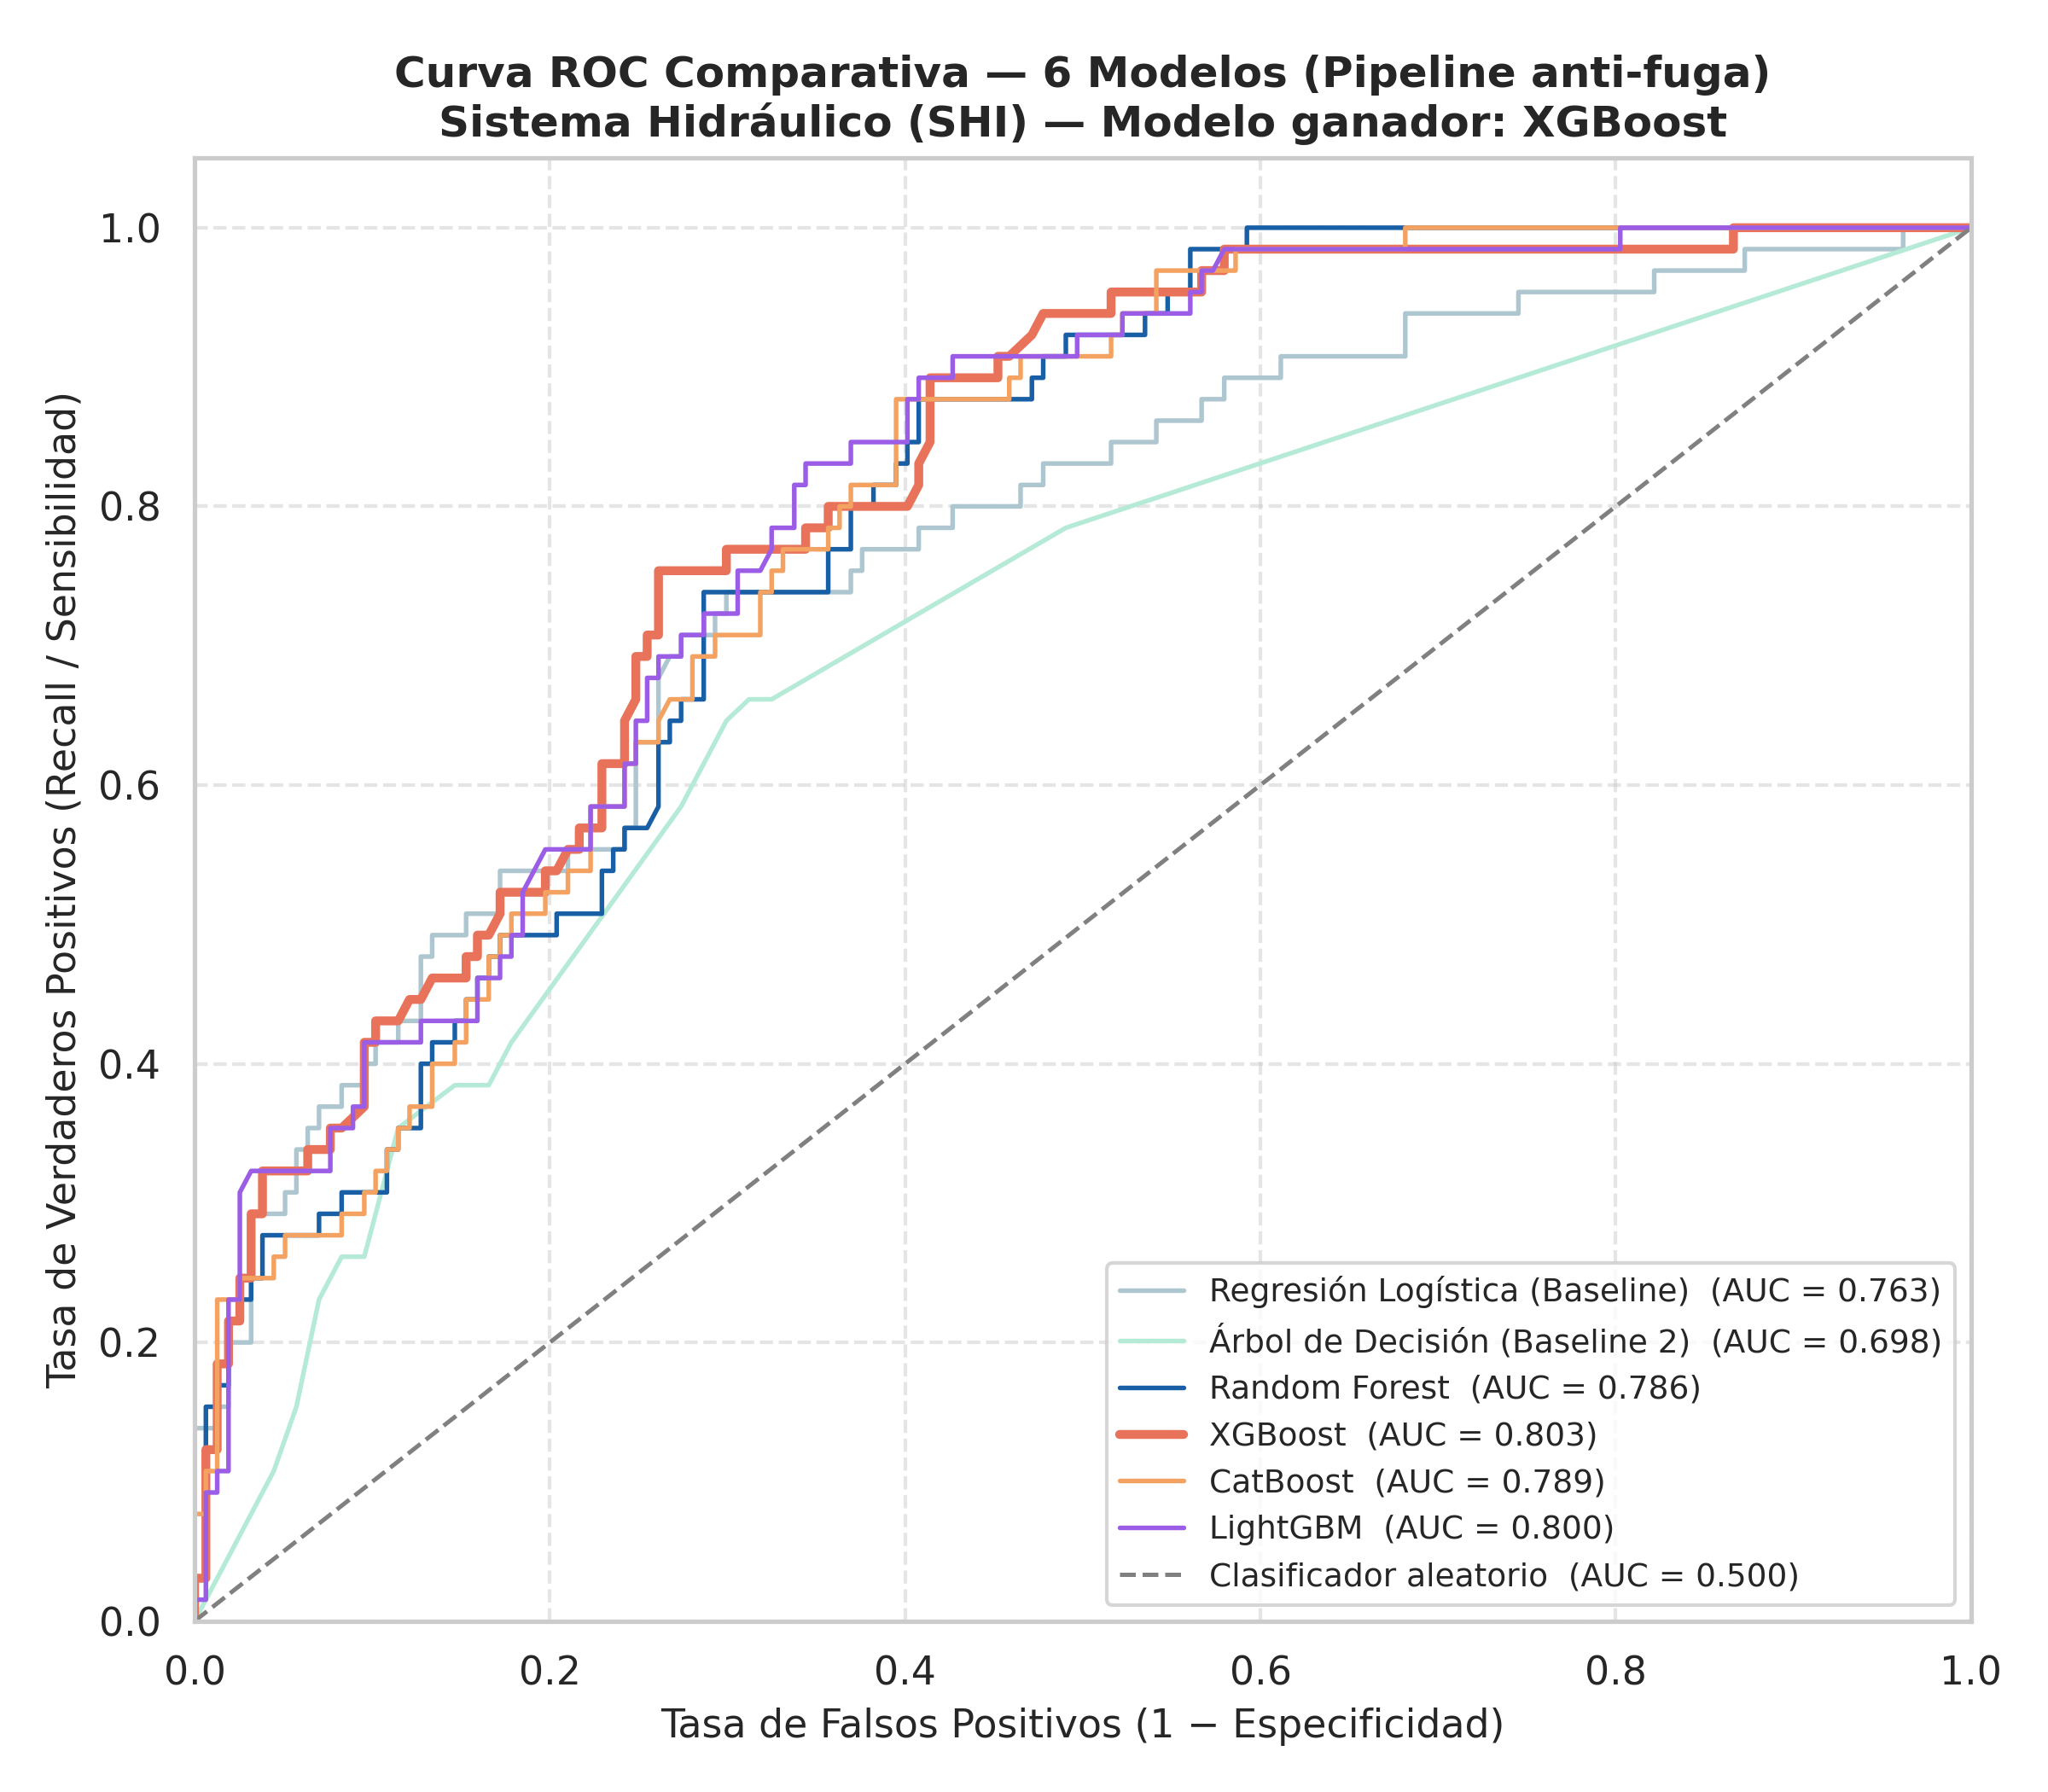 Curva ROC Comparativa — 6 Modelos (Pipeline anti-fuga)
Sistema Hidráulico (SHI) — Modelo ganador: XGBoost
Tasa de Verdaderos Positivos (Recall / Sensibilidad)
1.0
0.8
0.6
0.4
0.2
0.0
Regresión Logística (Baseline) (AUC = 0.763)
Árbol de Decisión (Baseline 2) (AUC = 0.698)
Random Forest (AUC = 0.786)
XGBoost (AUC = 0.803)
CatBoost (AUC = 0.789)
LightGBM (AUC = 0.800)
Clasificador aleatorio (AUC = 0.500)
0.0 0.2 0.4 0.6 0.8 1.0
Tasa de Falsos Positivos (1 − Especificidad)